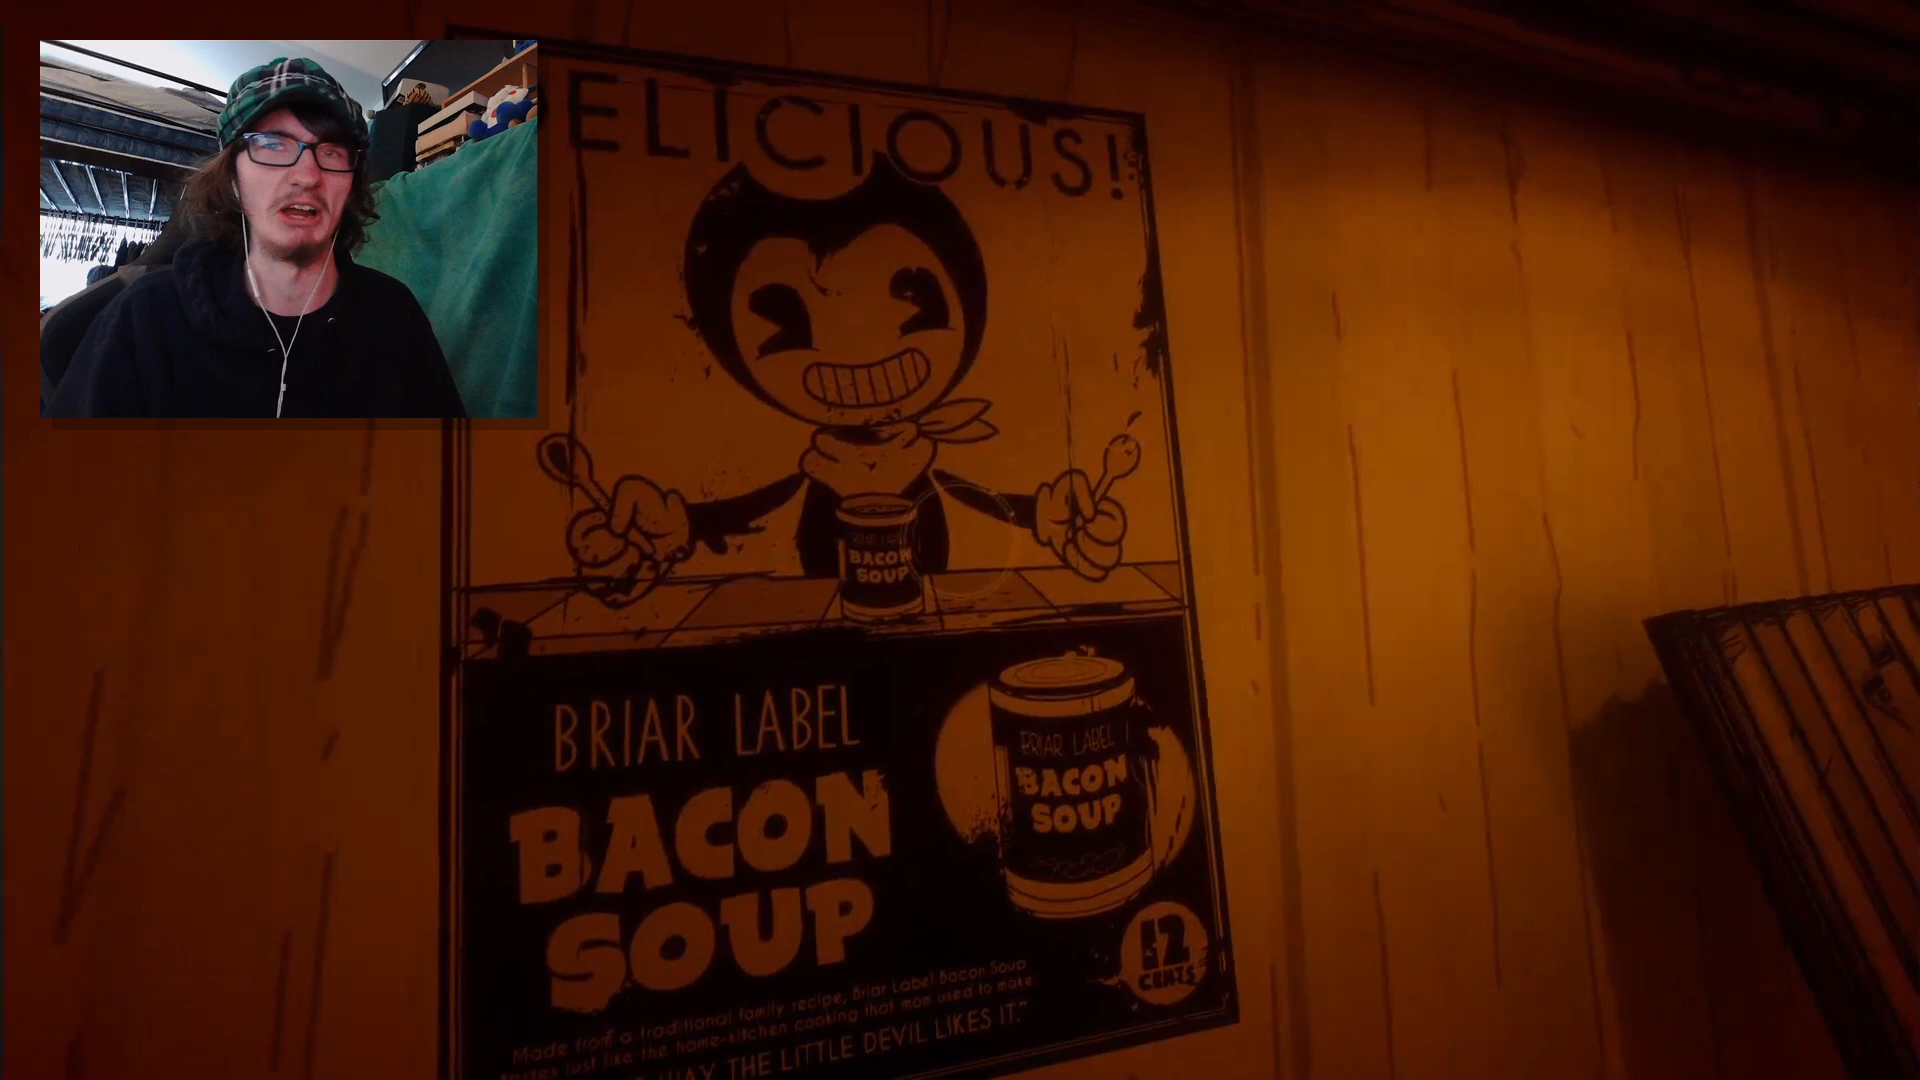 ELICIOUS!
BRIAR LABEL
BACON
SOUP
BRIAR LABEL
BACON
SOUP
BRIAR LABEL
BACON
SOUP
12
CENTS
Made from a traditional family recipe, Briar Label Bacon Soup
tastes just like the home-kitchen cooking that mom used to make.
WAY THE LITTLE DEVIL LIKES IT."